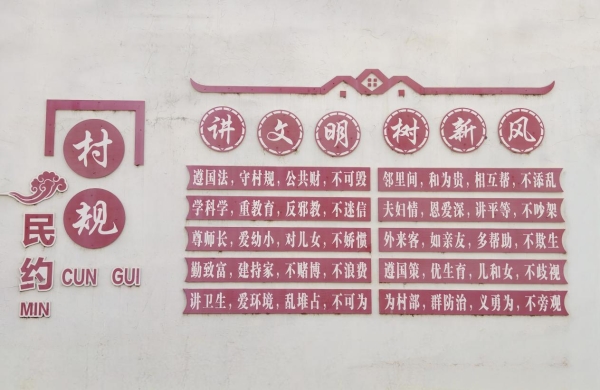 村规
民约
CUN GUI
MIN
讲文明 树新风
遵国法，守村规，公共财，不可毁
学科学，重教育，反邪教，不迷信
尊师长，爱幼小，对儿女，不娇惯
勤致富，建持家，不赌博，不浪费
讲卫生，爱环境，乱堆占，不可为
邻里间，和为贵，相互帮，不添乱
夫妇情，恩爱深，讲平等，不吵架
外来客，如亲友，多帮助，不欺生
遵国策，优生育，儿和女，不歧视
为村部，群防治，义勇为，不旁观